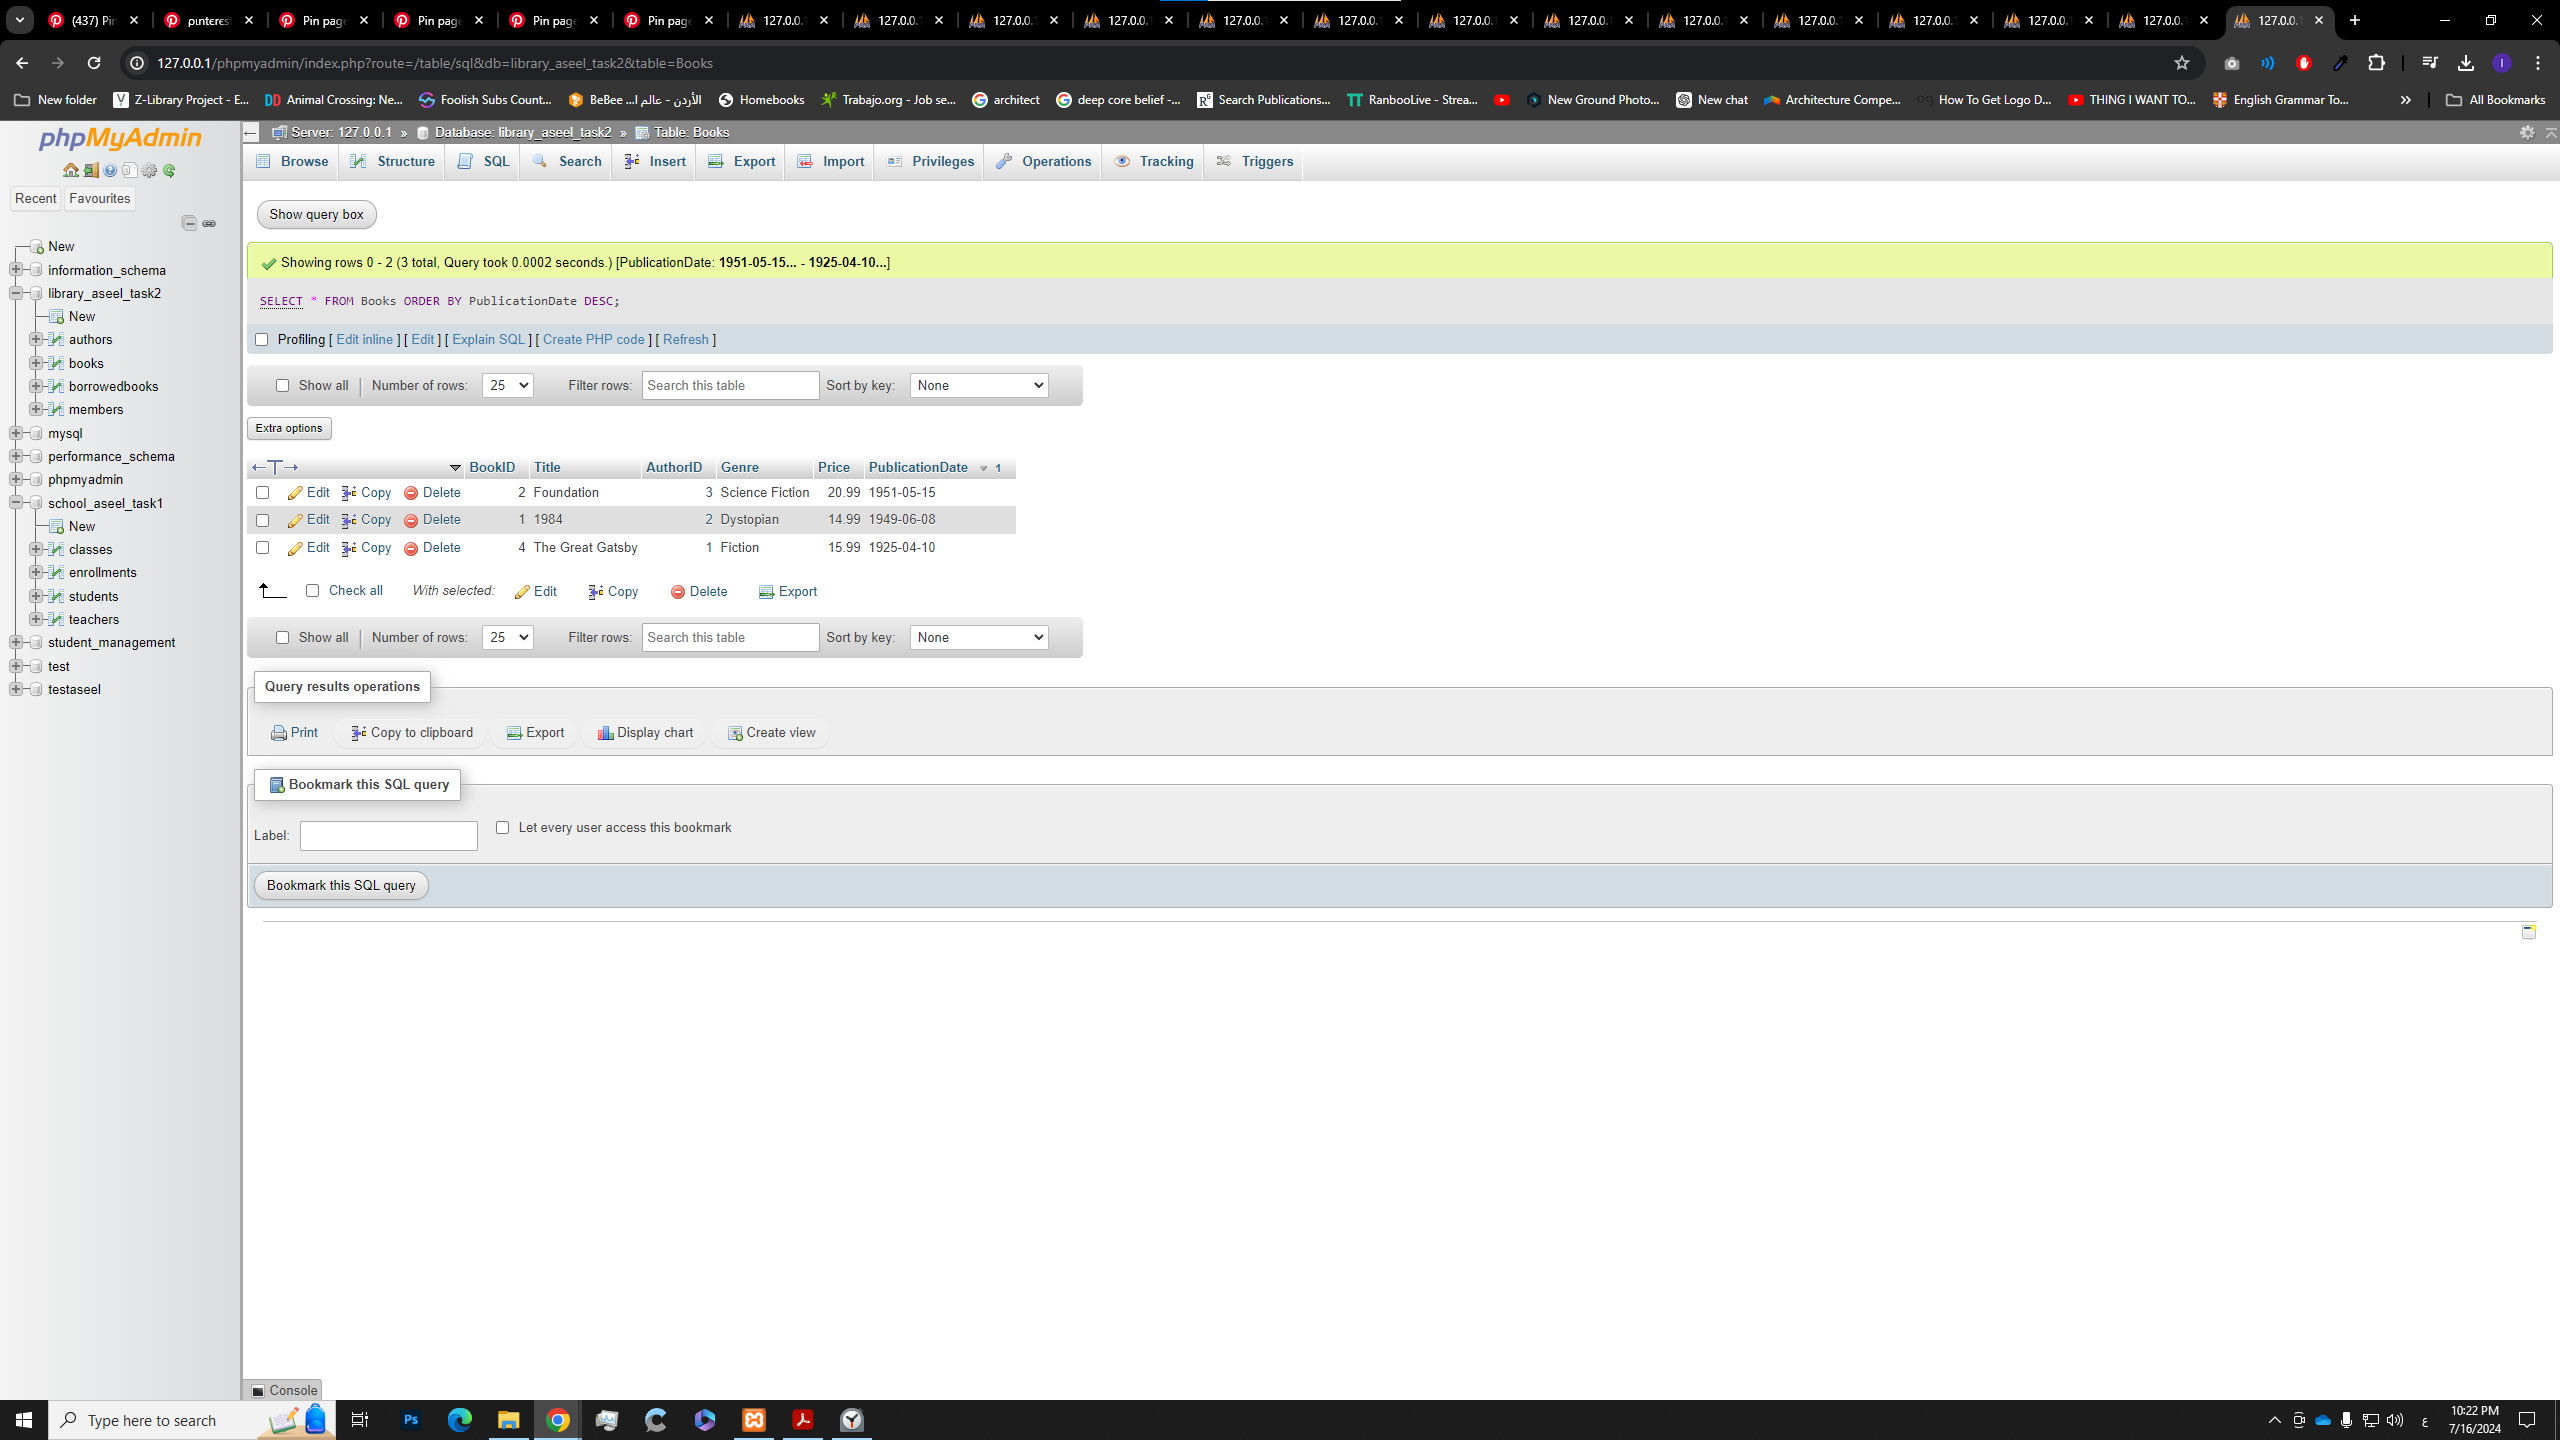 (437) Pin
pinterest
Pin page
Pin page
Pin page
Pin page
127.0.0.1
127.0.0.1
127.0.0.1
127.0.0.1
127.0.0.1
127.0.0.1
127.0.0.1
127.0.0.1
127.0.0.1
127.0.0.1
127.0.0.1
127.0.0.1
127.0.0.1
127.0.0.1
127.0.0.1/phpmyadmin/index.php?route=/table/sql&db=library_aseel_task2&table=Books
New folder
Z-Library Project - E...
Animal Crossing: Ne...
Foolish Subs Count...
BeBee الأردن - عالم ا...
Homebooks
Trabajo.org - Job se...
architect
deep core belief -...
Search Publications...
RanbooLive - Strea...
New Ground Photo...
New chat
Architecture Compe...
How To Get Logo D...
THING I WANT TO...
English Grammar To...
»
All Bookmarks
phpMyAdmin
Recent Favourites
New
information_schema
library_aseel_task2
New
authors
books
borrowedbooks
members
mysql
performance_schema
phpmyadmin
school_aseel_task1
New
classes
enrollments
students
teachers
student_management
test
testaseel
Server: 127.0.0.1 » Database: library_aseel_task2 » Table: Books
Browse Structure SQL Search Insert Export Import Privileges Operations Tracking Triggers
Show query box
Showing rows 0 - 2 (3 total, Query took 0.0002 seconds.) [PublicationDate: 1951-05-15... - 1925-04-10...]
SELECT * FROM Books ORDER BY PublicationDate DESC;
Profiling [ Edit inline ] [ Edit ] [ Explain SQL ] [ Create PHP code ] [ Refresh ]
Show all | Number of rows: 25 Filter rows: Search this table Sort by key: None
Extra options
←T→ BookID Title AuthorID Genre Price PublicationDate 1
Edit Copy Delete 2 Foundation 3 Science Fiction 20.99 1951-05-15
Edit Copy Delete 1 1984 2 Dystopian 14.99 1949-06-08
Edit Copy Delete 4 The Great Gatsby 1 Fiction 15.99 1925-04-10
Check all With selected: Edit Copy Delete Export
Show all | Number of rows: 25 Filter rows: Search this table Sort by key: None
Query results operations
Print Copy to clipboard Export Display chart Create view
Bookmark this SQL query
Label: Let every user access this bookmark
Bookmark this SQL query
Console
Type here to search
Ps
ع
10:22 PM
7/16/2024